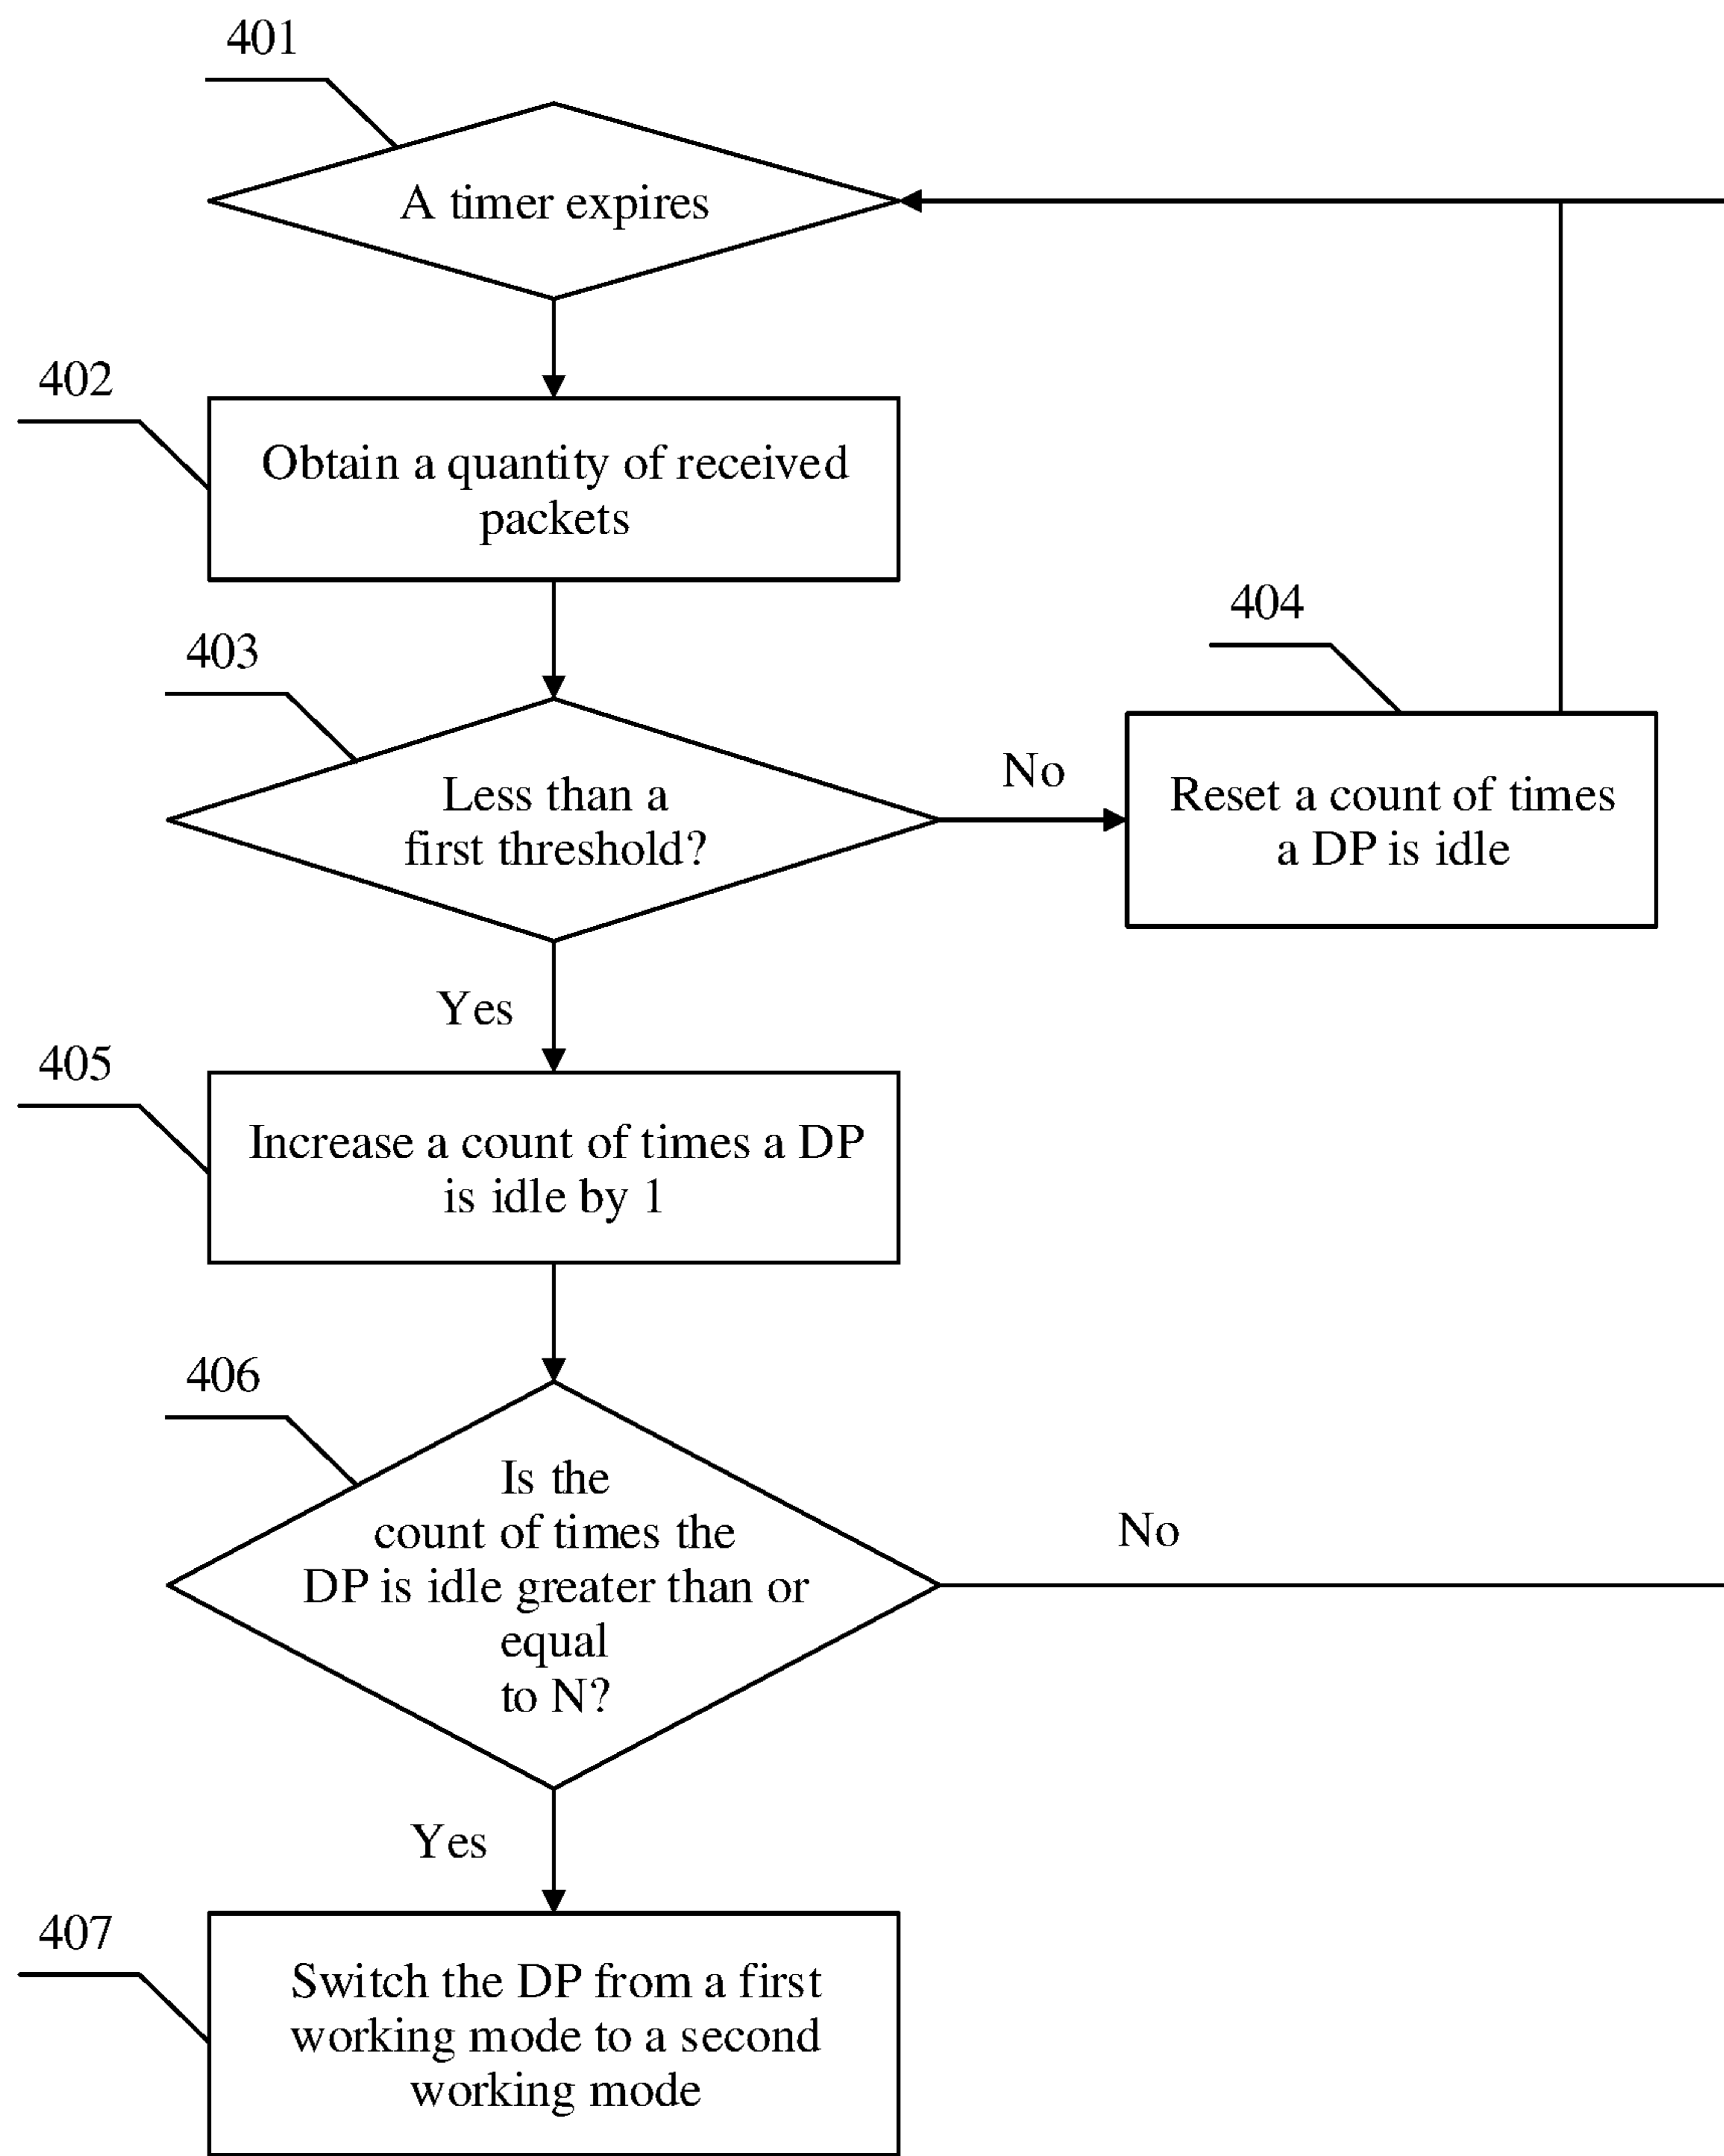 401
A timer expires
402
Obtain a quantity of received
packets
403
Less than a
first threshold?
No
404
Reset a count of times
a DP is idle
Yes
405
Increase a count of times a DP
is idle by 1
406
Is the
count of times the
DP is idle greater than or
equal
to N?
No
Yes
407
Switch the DP from a first
working mode to a second
working mode